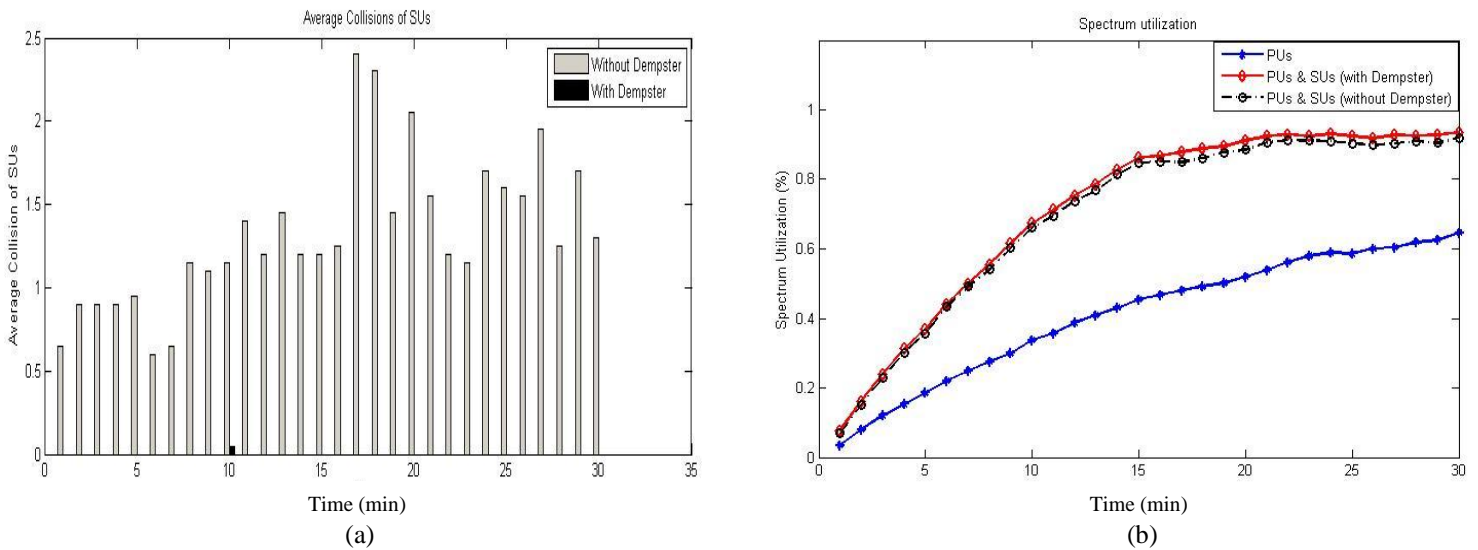 Average Collisions of SUs
2.5
2
1.5
1
0.5
0
Average Collision of SUs
Without Dempster
With Dempster
0 5 10 15 20 25 30 35
Time (min)
(a)
Spectrum utilization
1
0.8
0.6
0.4
0.2
0
Spectrum Utilization (%)
PUs
PUs & SUs (with Dempster)
PUs & SUs (without Dempster)
0 5 10 15 20 25 30
Time (min)
(b)